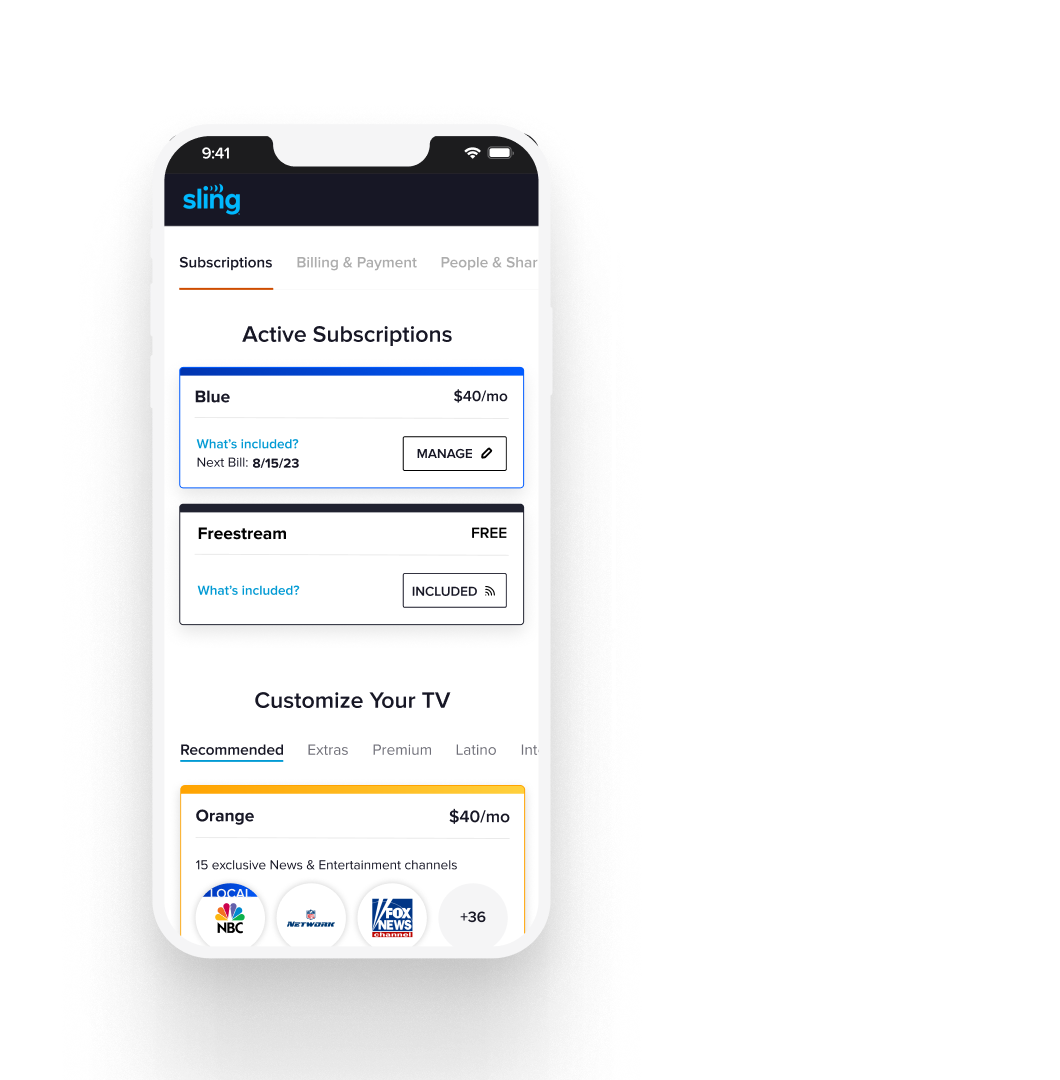 9:41
sling
Subscriptions Billing & Payment People & Shar
Active Subscriptions
Blue $40/mo
What's included?
Next Bill: 8/15/23
MANAGE
Freestream FREE
What's included? INCLUDED
Customize Your TV
Recommended Extras Premium Latino Int
Orange $40/mo
15 exclusive News & Entertainment channels
LOCAL
NBC
NETWORK
FOX
NEWS
channel
+36